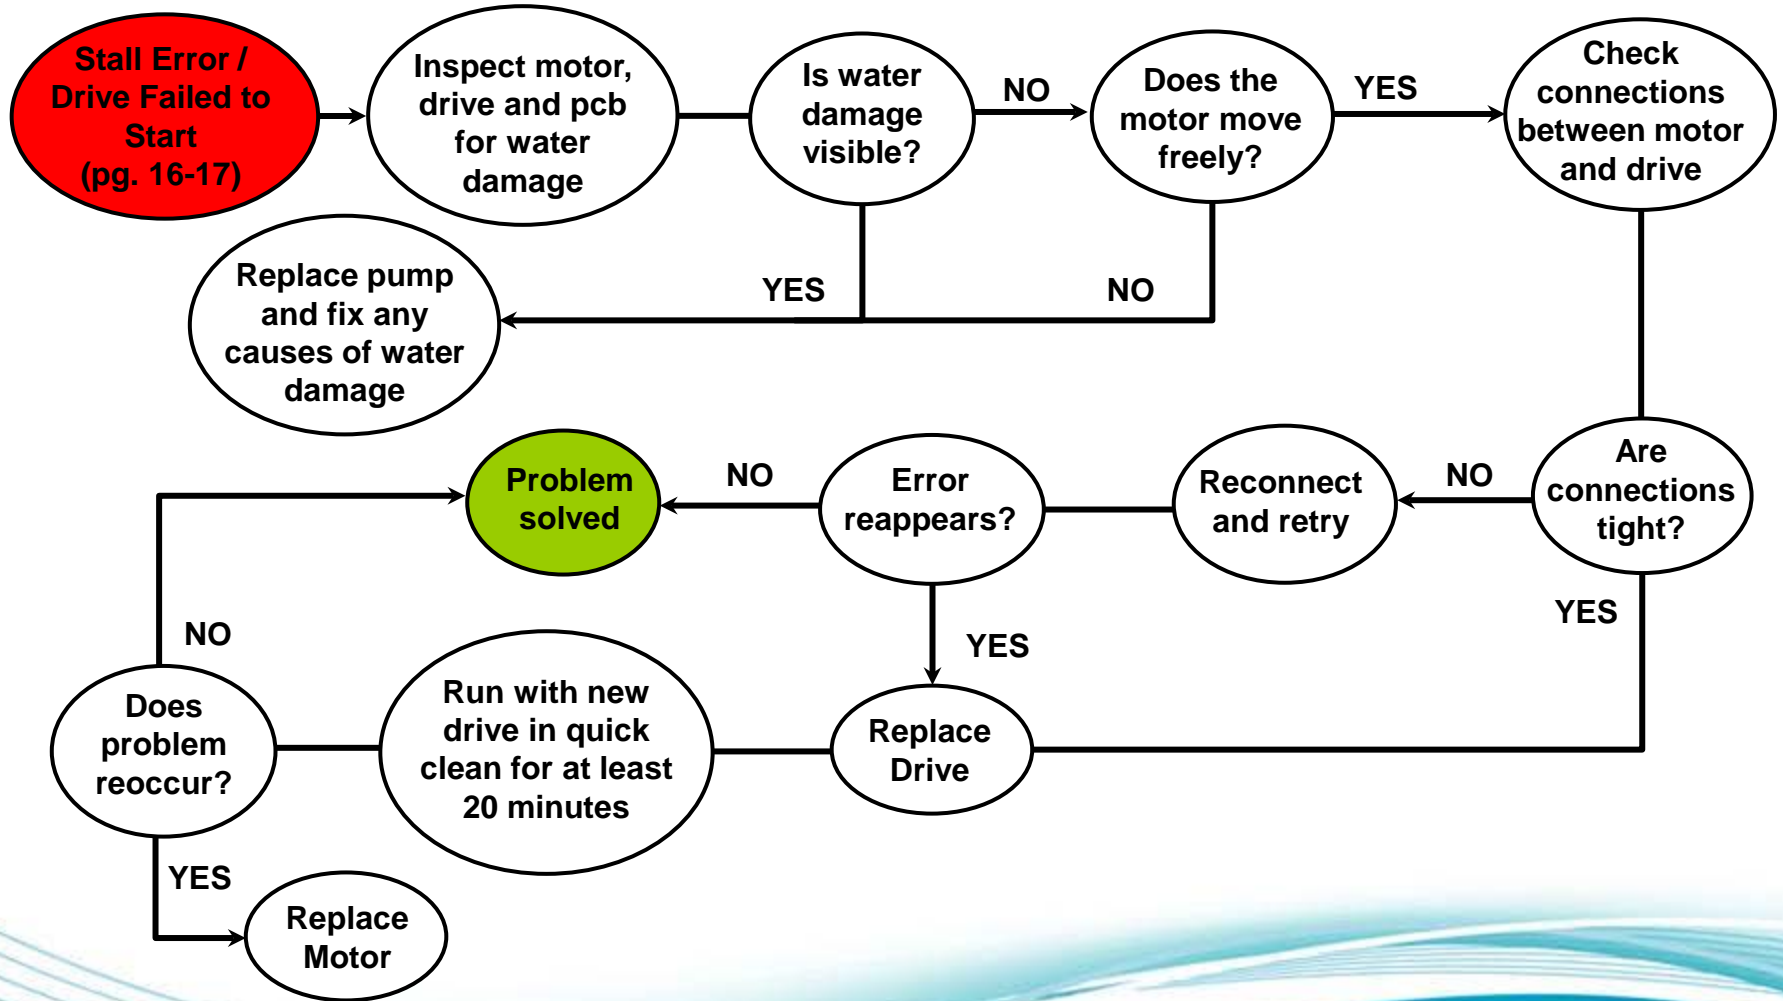 Stall Error /
Drive Failed to
Start
(pg. 16-17)
Inspect motor,
drive and pcb
for water
damage
Is water
damage
visible?
NO
Does the
motor move
freely?
YES
Check
connections
between motor
and drive
Replace pump
and fix any
causes of water
damage
YES
NO
Problem
solved
NO
Error
reappears?
Reconnect
and retry
NO
Are
connections
tight?
NO
YES
YES
Does
problem
reoccur?
Run with new
drive in quick
clean for at least
20 minutes
Replace
Drive
YES
Replace
Motor